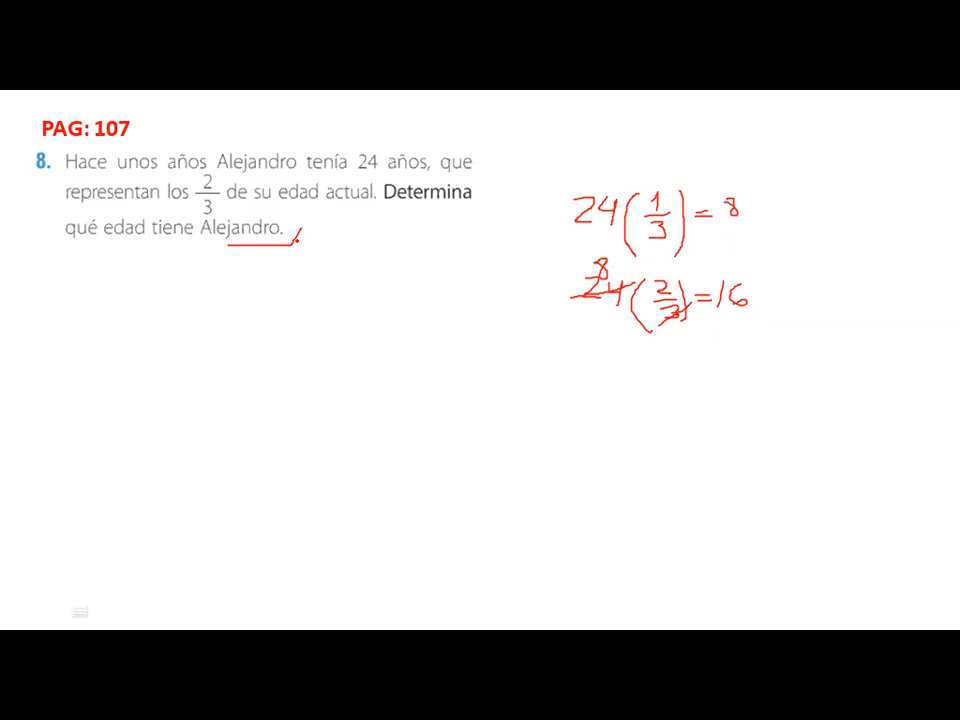 PAG: 107
8. Hace unos años Alejandro tenía 24 años, que
representan los 2/3 de su edad actual. Determina
qué edad tiene Alejandro.
24(1/3) = 8
8
24(2/3) = 16